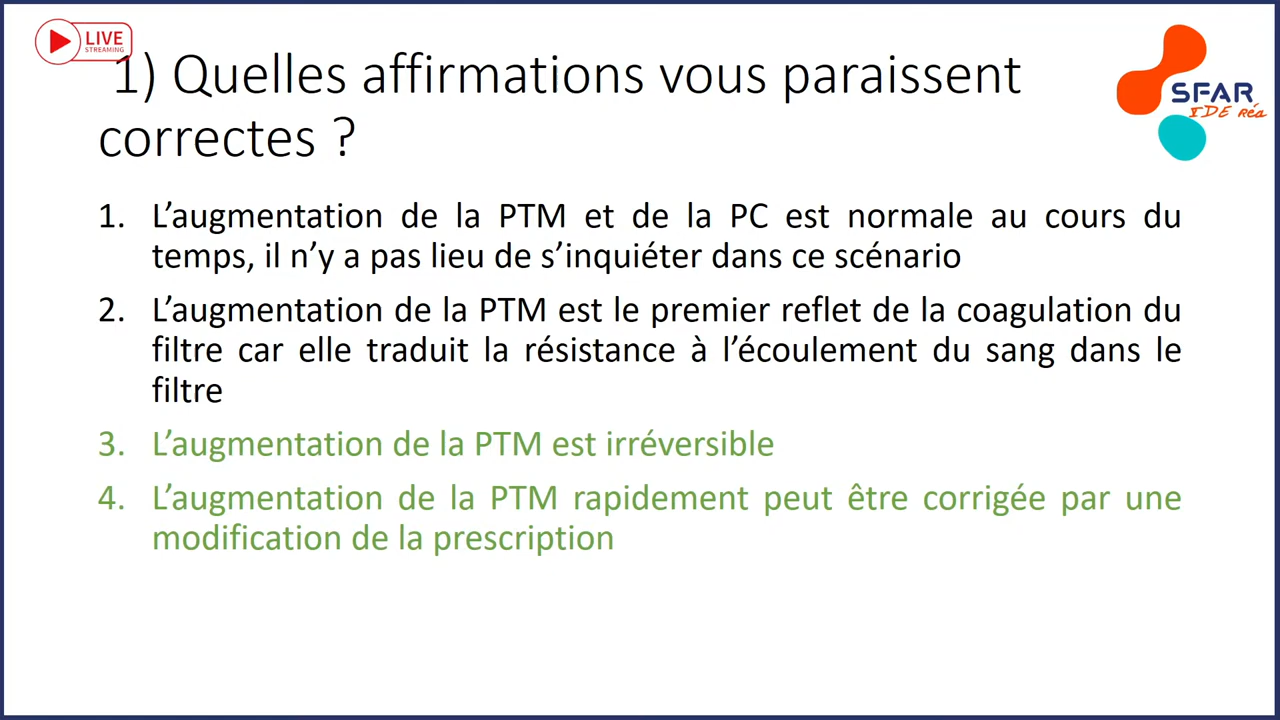 LIVE
STREAMING
1) Quelles affirmations vous paraissent
correctes ?
SFAR
IDE Réa
1. L’augmentation de la PTM et de la PC est normale au cours du
temps, il n’y a pas lieu de s’inquiéter dans ce scénario
2. L’augmentation de la PTM est le premier reflet de la coagulation du
filtre car elle traduit la résistance à l’écoulement du sang dans le
filtre
3. L’augmentation de la PTM est irréversible
4. L’augmentation de la PTM rapidement peut être corrigée par une
modification de la prescription